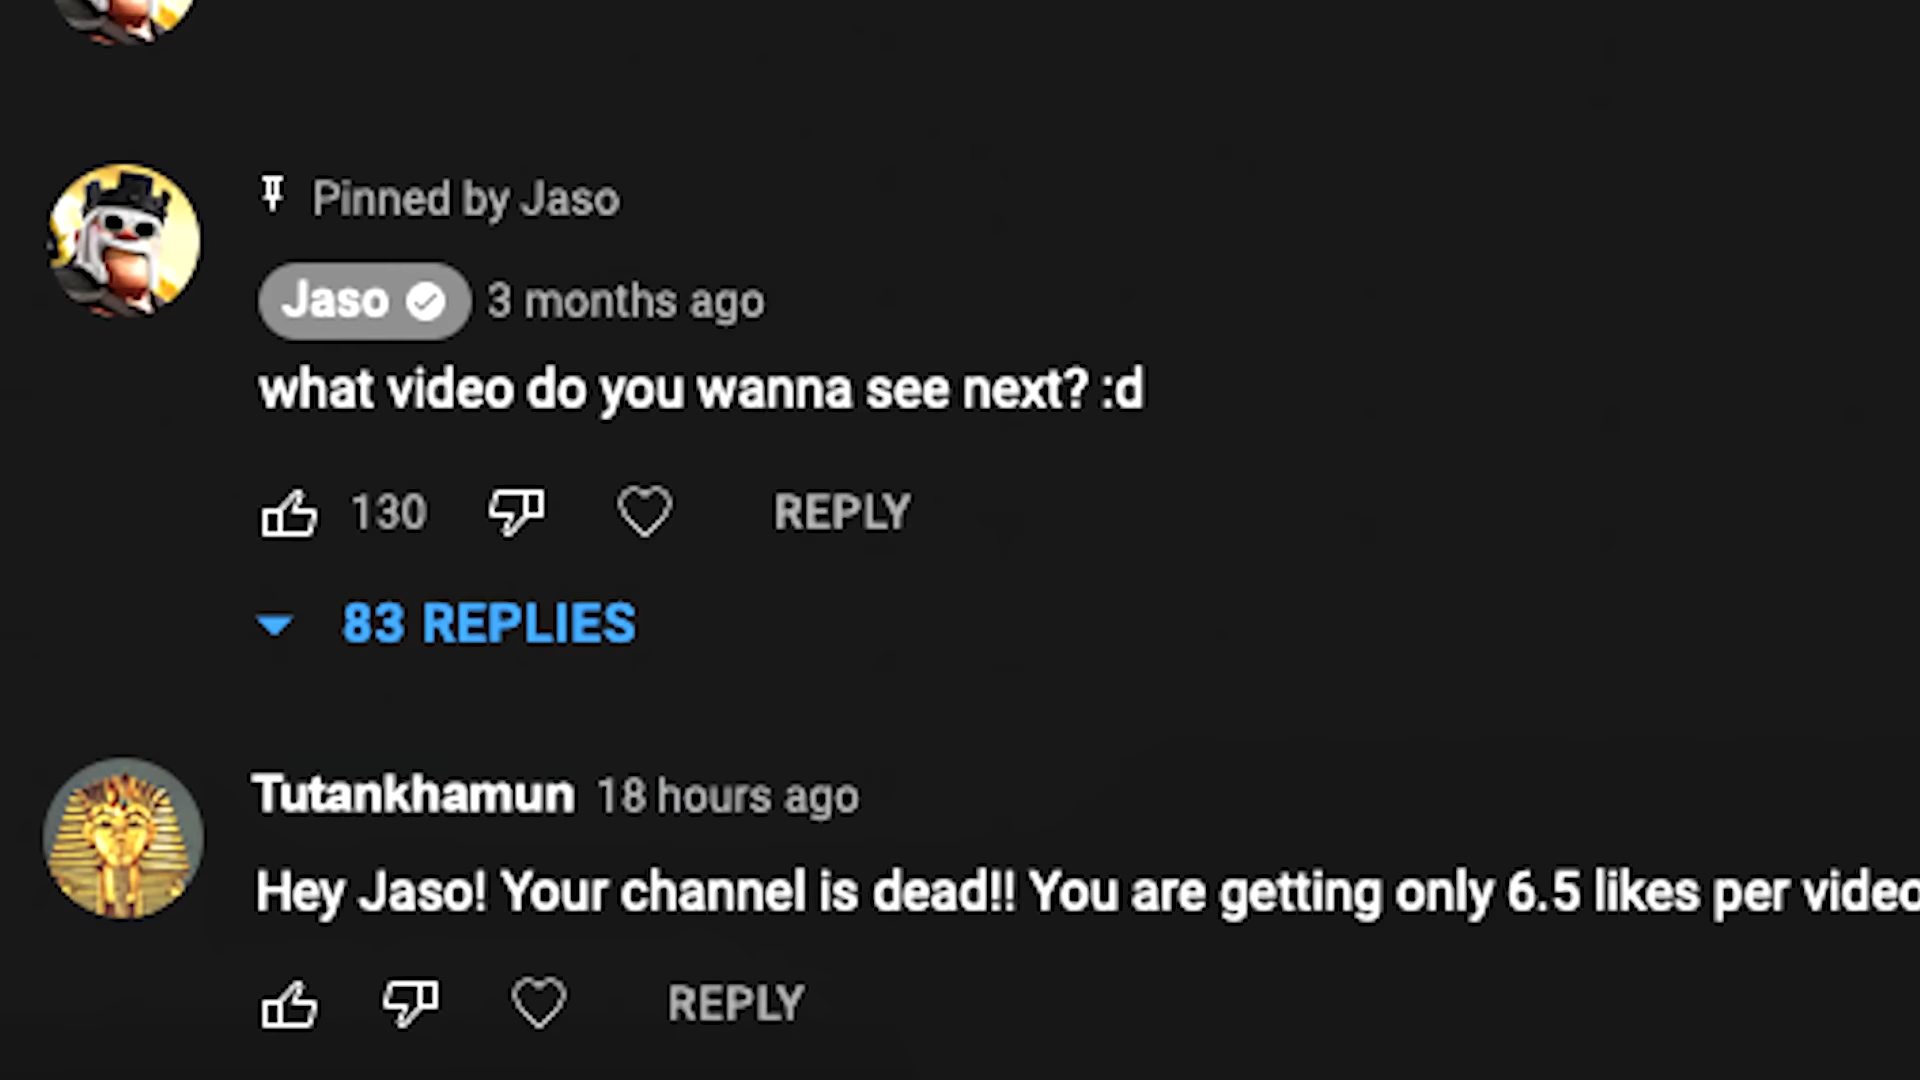 Pinned by Jaso
Jaso 3 months ago
what video do you wanna see next? :d
130 REPLY
83 REPLIES
Tutankhamun 18 hours ago
Hey Jaso! Your channel is dead!! You are getting only 6.5 likes per video
REPLY